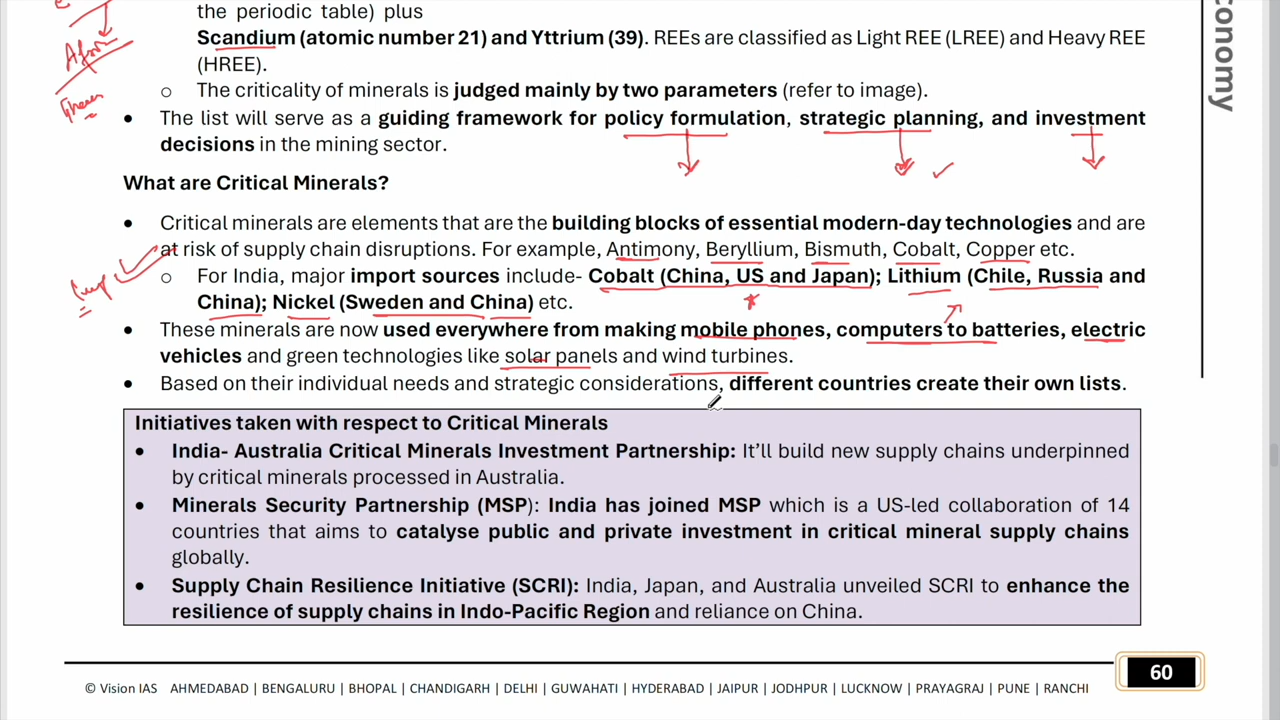 the periodic table) plus
Scandium (atomic number 21) and Yttrium (39). REEs are classified as Light REE (LREE) and Heavy REE
(HREE).
o The criticality of minerals is judged mainly by two parameters (refer to image).
• The list will serve as a guiding framework for policy formulation, strategic planning, and investment
decisions in the mining sector.
What are Critical Minerals?
• Critical minerals are elements that are the building blocks of essential modern-day technologies and are
at risk of supply chain disruptions. For example, Antimony, Beryllium, Bismuth, Cobalt, Copper etc.
o For India, major import sources include- Cobalt (China, US and Japan); Lithium (Chile, Russia and
China); Nickel (Sweden and China) etc.
• These minerals are now used everywhere from making mobile phones, computers to batteries, electric
vehicles and green technologies like solar panels and wind turbines.
• Based on their individual needs and strategic considerations, different countries create their own lists.
Initiatives taken with respect to Critical Minerals
• India- Australia Critical Minerals Investment Partnership: It’ll build new supply chains underpinned
by critical minerals processed in Australia.
• Minerals Security Partnership (MSP): India has joined MSP which is a US-led collaboration of 14
countries that aims to catalyse public and private investment in critical mineral supply chains
globally.
• Supply Chain Resilience Initiative (SCRI): India, Japan, and Australia unveiled SCRI to enhance the
resilience of supply chains in Indo-Pacific Region and reliance on China.
conomy
60
© Vision IAS AHMEDABAD | BENGALURU | BHOPAL | CHANDIGARH | DELHI | GUWAHATI | HYDERABAD | JAIPUR | JODHPUR | LUCKNOW | PRAYAGRAJ | PUNE | RANCHI